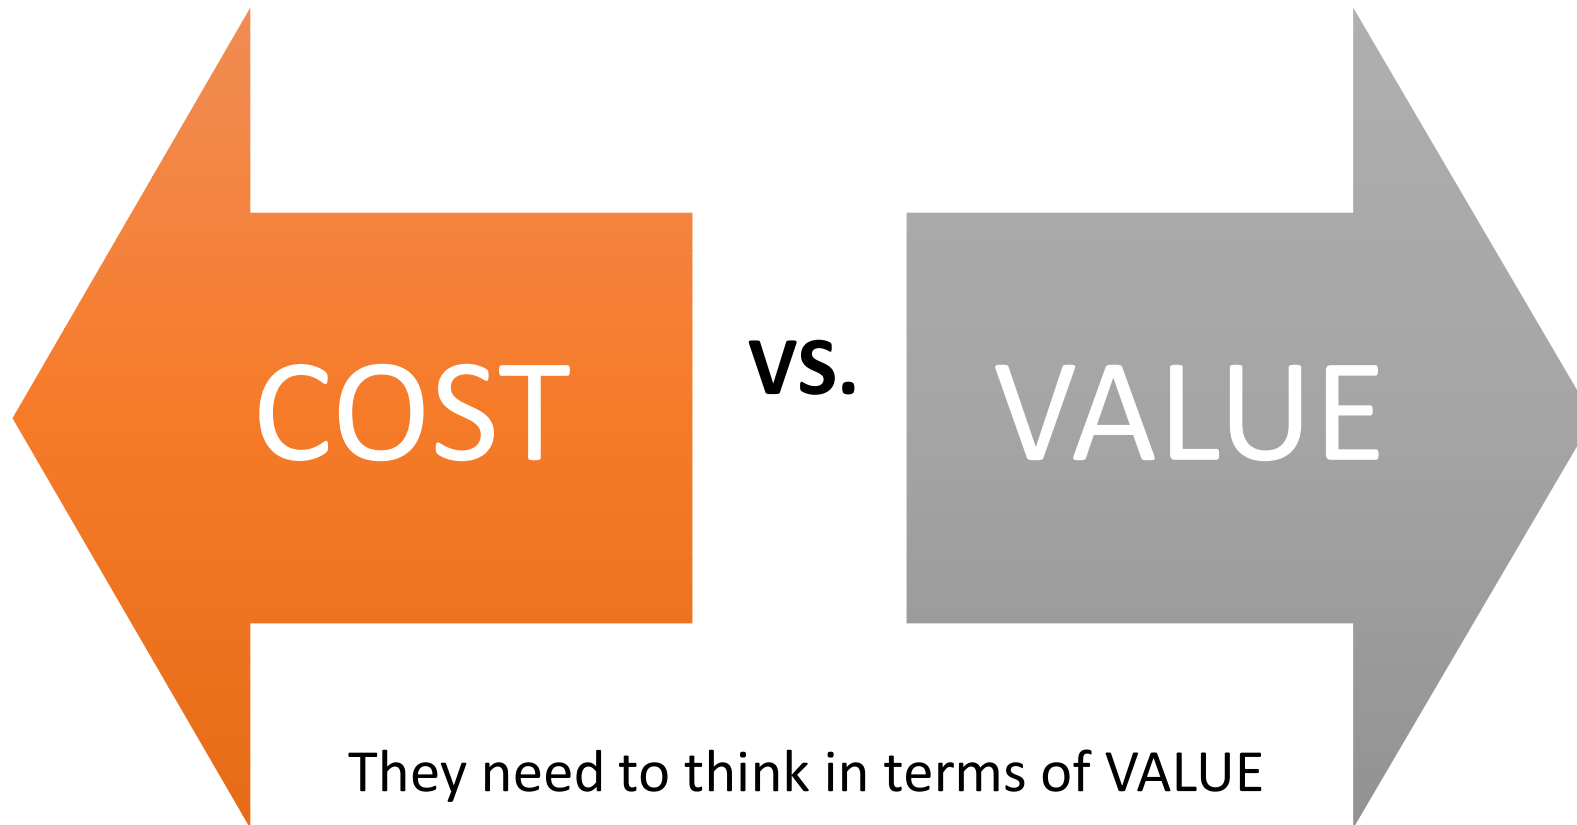 COST
VS.
VALUE
They need to think in terms of VALUE